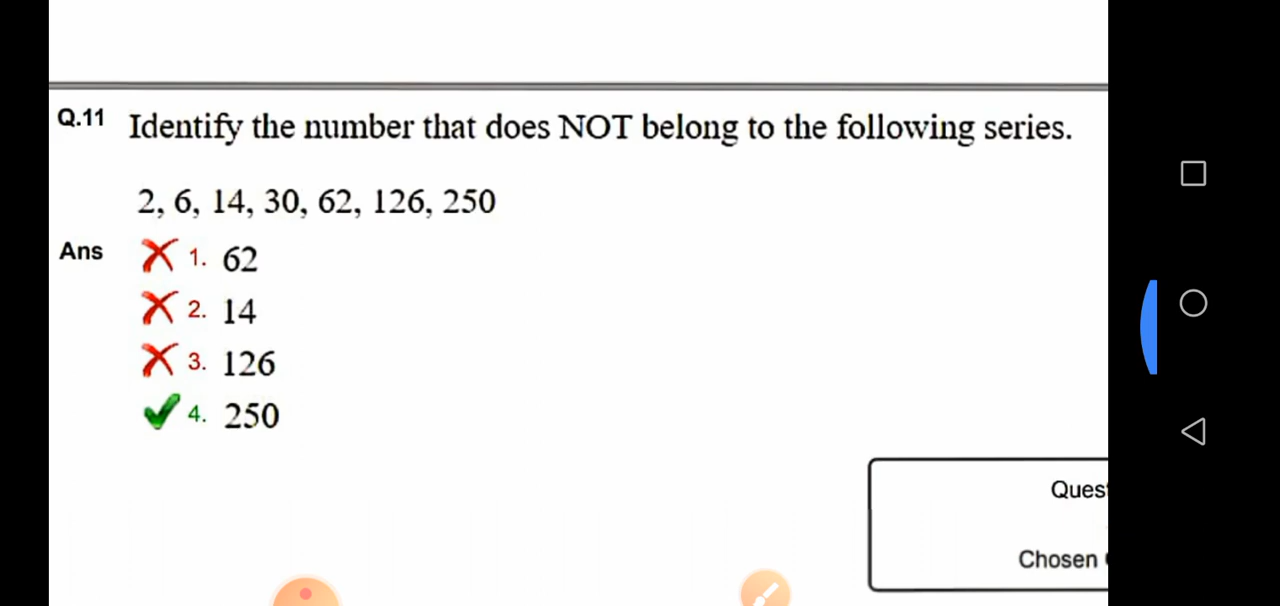 Q.11 Identify the number that does NOT belong to the following series.
2, 6, 14, 30, 62, 126, 250
Ans 1. 62
2. 14
3. 126
4. 250
Chosen